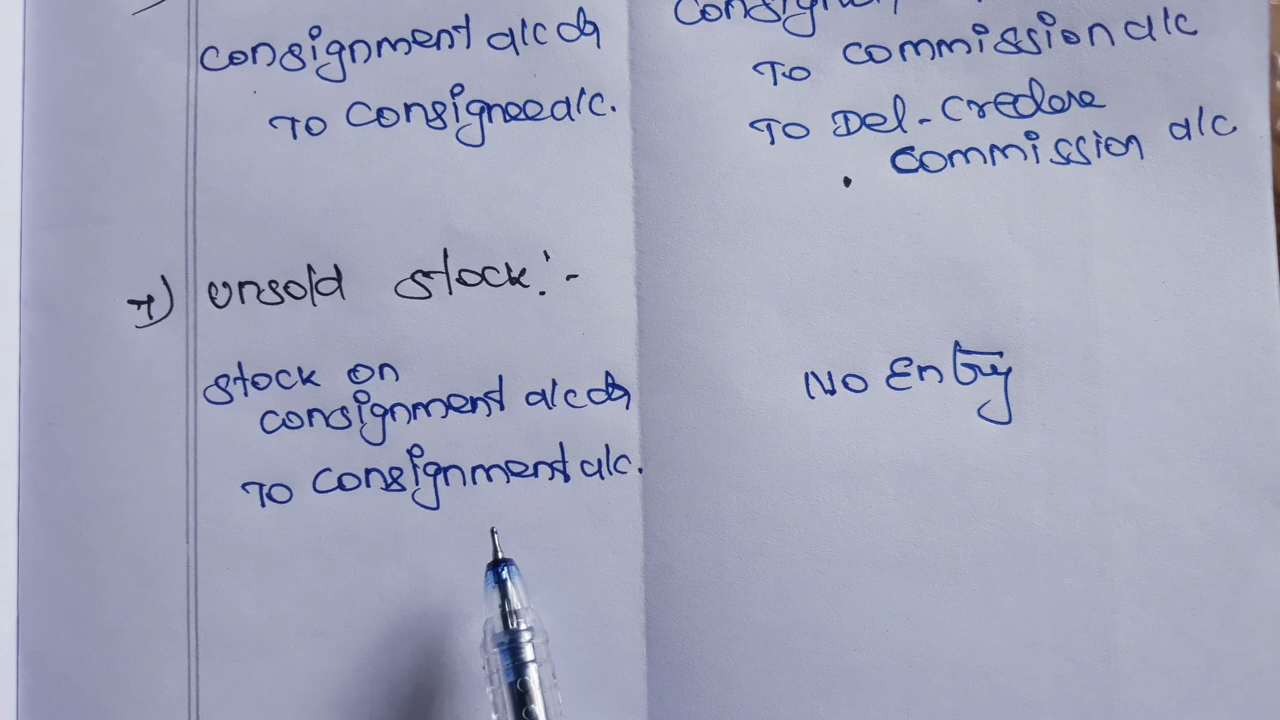 consignment a/c dr
To consignee a/c.
To commission a/c
To Del-credere
commission a/c
7) unsold stock:-
stock on
consignment a/c dr
To consignment a/c.
No Entry